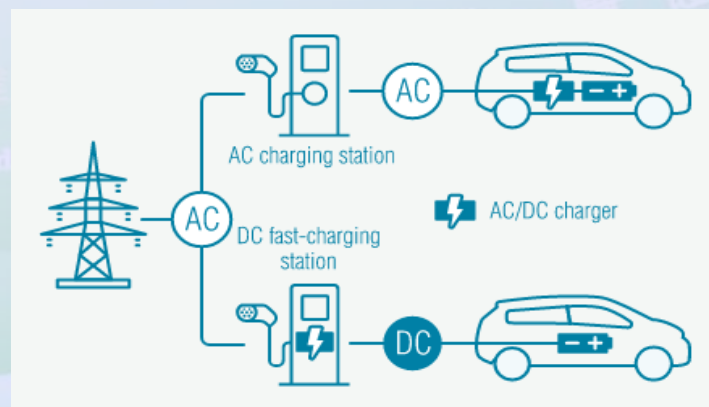 AC
AC charging station
AC
AC/DC charger
DC fast-charging
station
DC